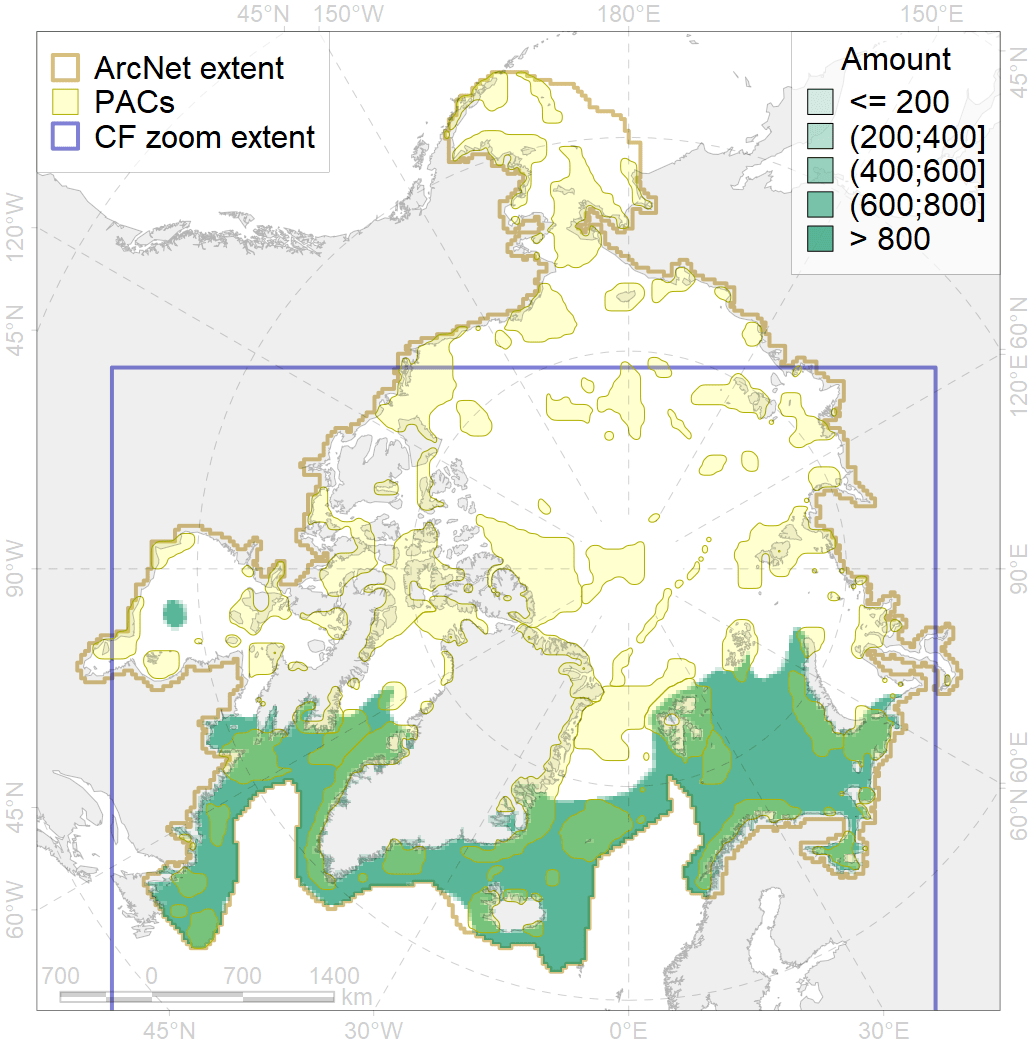 45°N 150°W 180°E 150°E
ArcNet extent
PACs
CF zoom extent
Amount
<= 200
(200;400]
(400;600]
(600;800]
> 800
120°W
45°N
90°W
45°N
60°W
45°N
60°N
120°E
90°E
60°E
60°N
700 0 700 1400
km
45°N 30°W 0°E 30°E